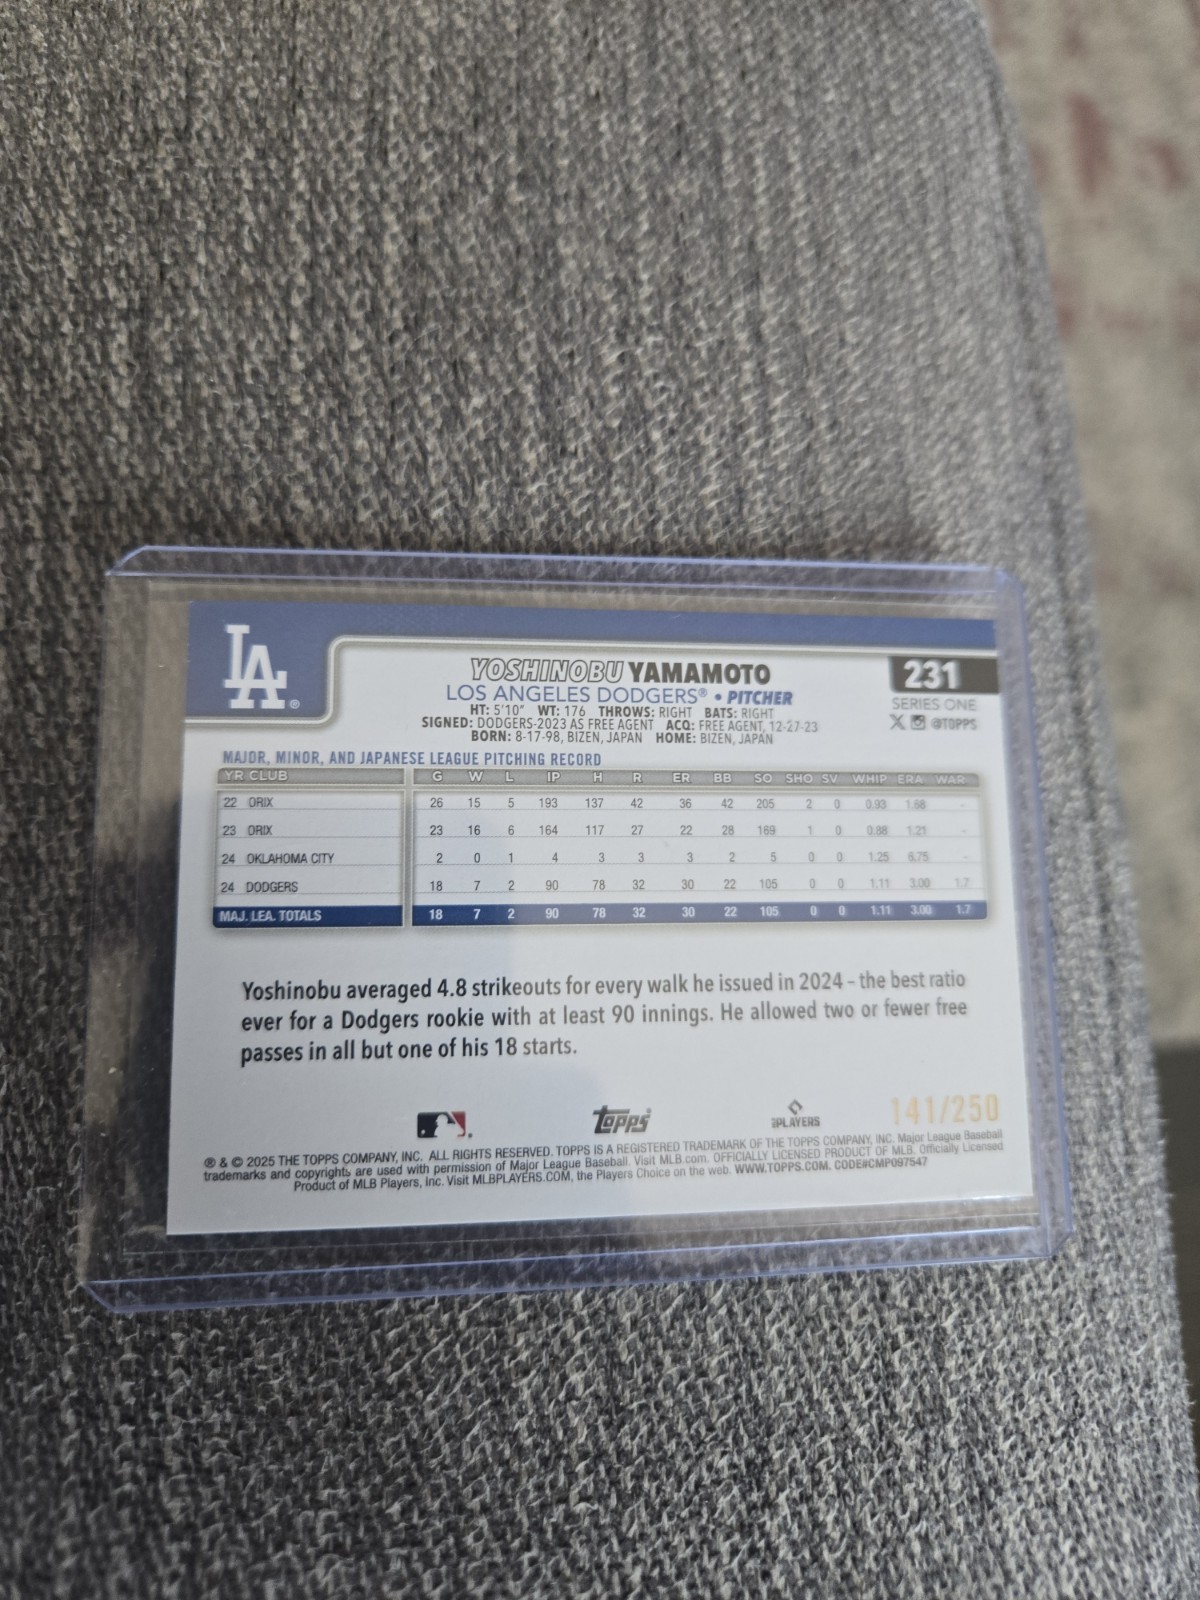 LA®
YOSHINOBU YAMAMOTO
231
LOS ANGELES DODGERS® • PITCHER
SERIES ONE
HT: 5'10" WT: 176 THROWS: RIGHT BATS: RIGHT
@TOPPS
SIGNED: DODGERS-2023 AS FREE AGENT ACQ: FREE AGENT, 12-27-23
BORN: 8-17-98, BIZEN, JAPAN HOME: BIZEN, JAPAN
MAJOR, MINOR, AND JAPANESE LEAGUE PITCHING RECORD
YR CLUB G W L IP H R ER BB SO SHO SV WHIP ERA WAR
22 ORIX 26 15 5 193 137 42 36 42 205 2 0 0.93 1.68 -
23 ORIX 23 16 6 164 117 27 22 28 169 1 0 0.88 1.21 -
24 OKLAHOMA CITY 2 0 1 4 3 3 3 2 5 0 0 1.25 6.75 -
24 DODGERS 18 7 2 90 78 32 30 22 105 0 0 1.11 3.00 1.7
MAJ. LEA. TOTALS 18 7 2 90 78 32 30 22 105 0 0 1.11 3.00 1.7
Yoshinobu averaged 4.8 strikeouts for every walk he issued in 2024 – the best ratio
ever for a Dodgers rookie with at least 90 innings. He allowed two or fewer free
passes in all but one of his 18 starts.
141/250
topps
PLAYERS
® & © 2025 THE TOPPS COMPANY, INC. ALL RIGHTS RESERVED. TOPPS IS A REGISTERED TRADEMARK OF THE TOPPS COMPANY, INC. Major League Baseball
trademarks and copyrights are used with permission of Major League Baseball. Visit MLB.com. OFFICIALLY LICENSED PRODUCT OF MLB. Officially Licensed
Product of MLB Players, Inc. Visit MLBPLAYERS.COM, the Players Choice on the web. WWW.TOPPS.COM. CODE#CMP097547